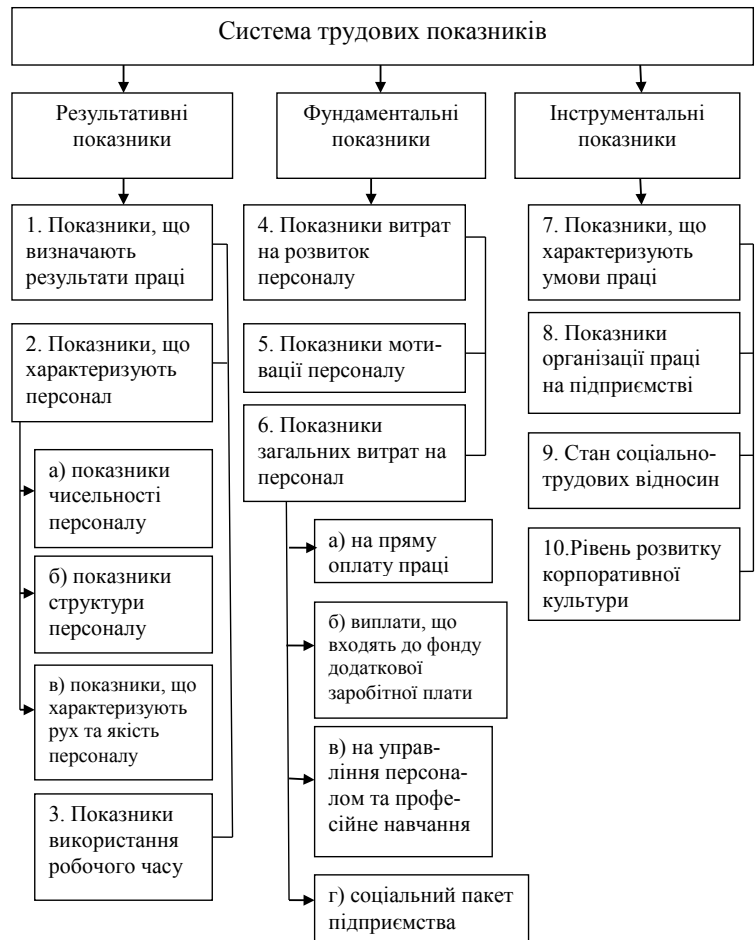 Система трудових показників
Результативні
показники
1. Показники, що
визначають
результати праці
2. Показники, що
характеризують
персонал
а) показники
чисельності
персоналу
б) показники
структури
персоналу
в) показники, що
характеризують
рух та якість
персоналу
3. Показники
використання
робочого часу
Фундаментальні
показники
4. Показники витрат
на розвиток
персоналу
5. Показники моти-
вації персоналу
6. Показники
загальних витрат на
персонал
а) на пряму
оплату праці
б) виплати, що
входять до фонду
додаткової
заробітної плати
в) на управ-
ління персона-
лом та профе-
сійне навчання
г) соціальний пакет
підприємства
Інструментальні
показники
7. Показники, що
характеризують
умови праці
8. Показники
організації праці
на підприємстві
9. Стан соціально-
трудових відносин
10.Рівень розвитку
корпоративної
культури